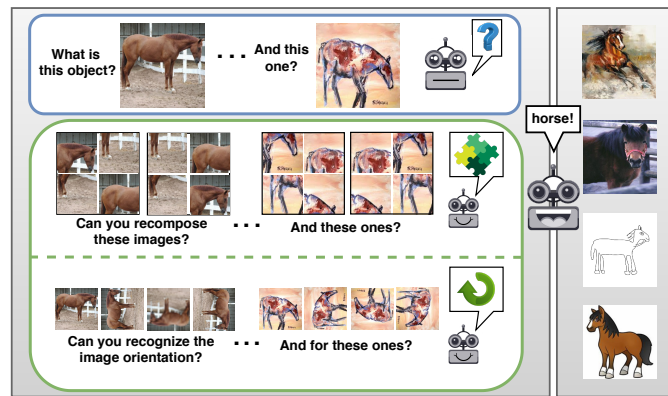 What is
this object?
And this
one?
horse!
Can you recompose
these images?
And these ones?
Can you recognize the
image orientation?
And for these ones?